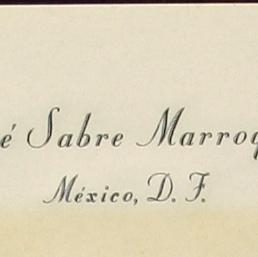 é Sabre Marroq
México, D. F.